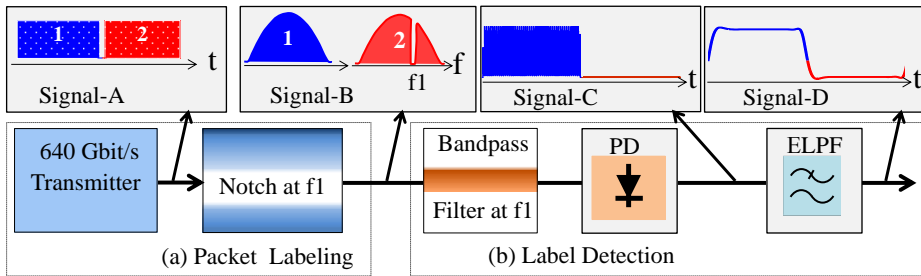 1 2 t
Signal-A
1 2 f
f1
Signal-B
t
Signal-C
t
Signal-D
640 Gbit/s
Transmitter
Notch at f1
(a) Packet Labeling
Bandpass
Filter at f1
PD
ELPF
(b) Label Detection